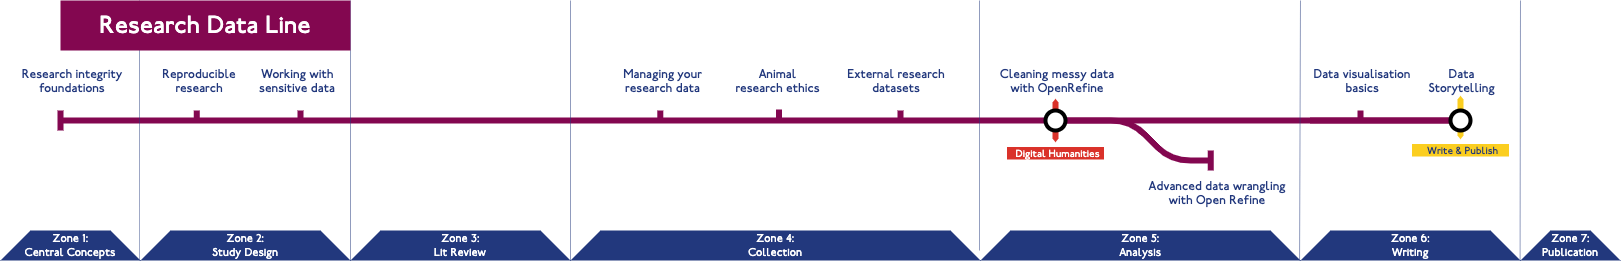 Research Data Line
Research integrity
foundations
Reproducible
research
Working with
sensitive data
Managing your
research data
Animal
research ethics
External research
datasets
Cleaning messy data
with OpenRefine
Digital Humanities
Advanced data wrangling
with Open Refine
Data visualisation
basics
Data
Storytelling
Write & Publish
Zone 1:
Central Concepts
Zone 2:
Study Design
Zone 3:
Lit Review
Zone 4:
Collection
Zone 5:
Analysis
Zone 6:
Writing
Zone 7:
Publication